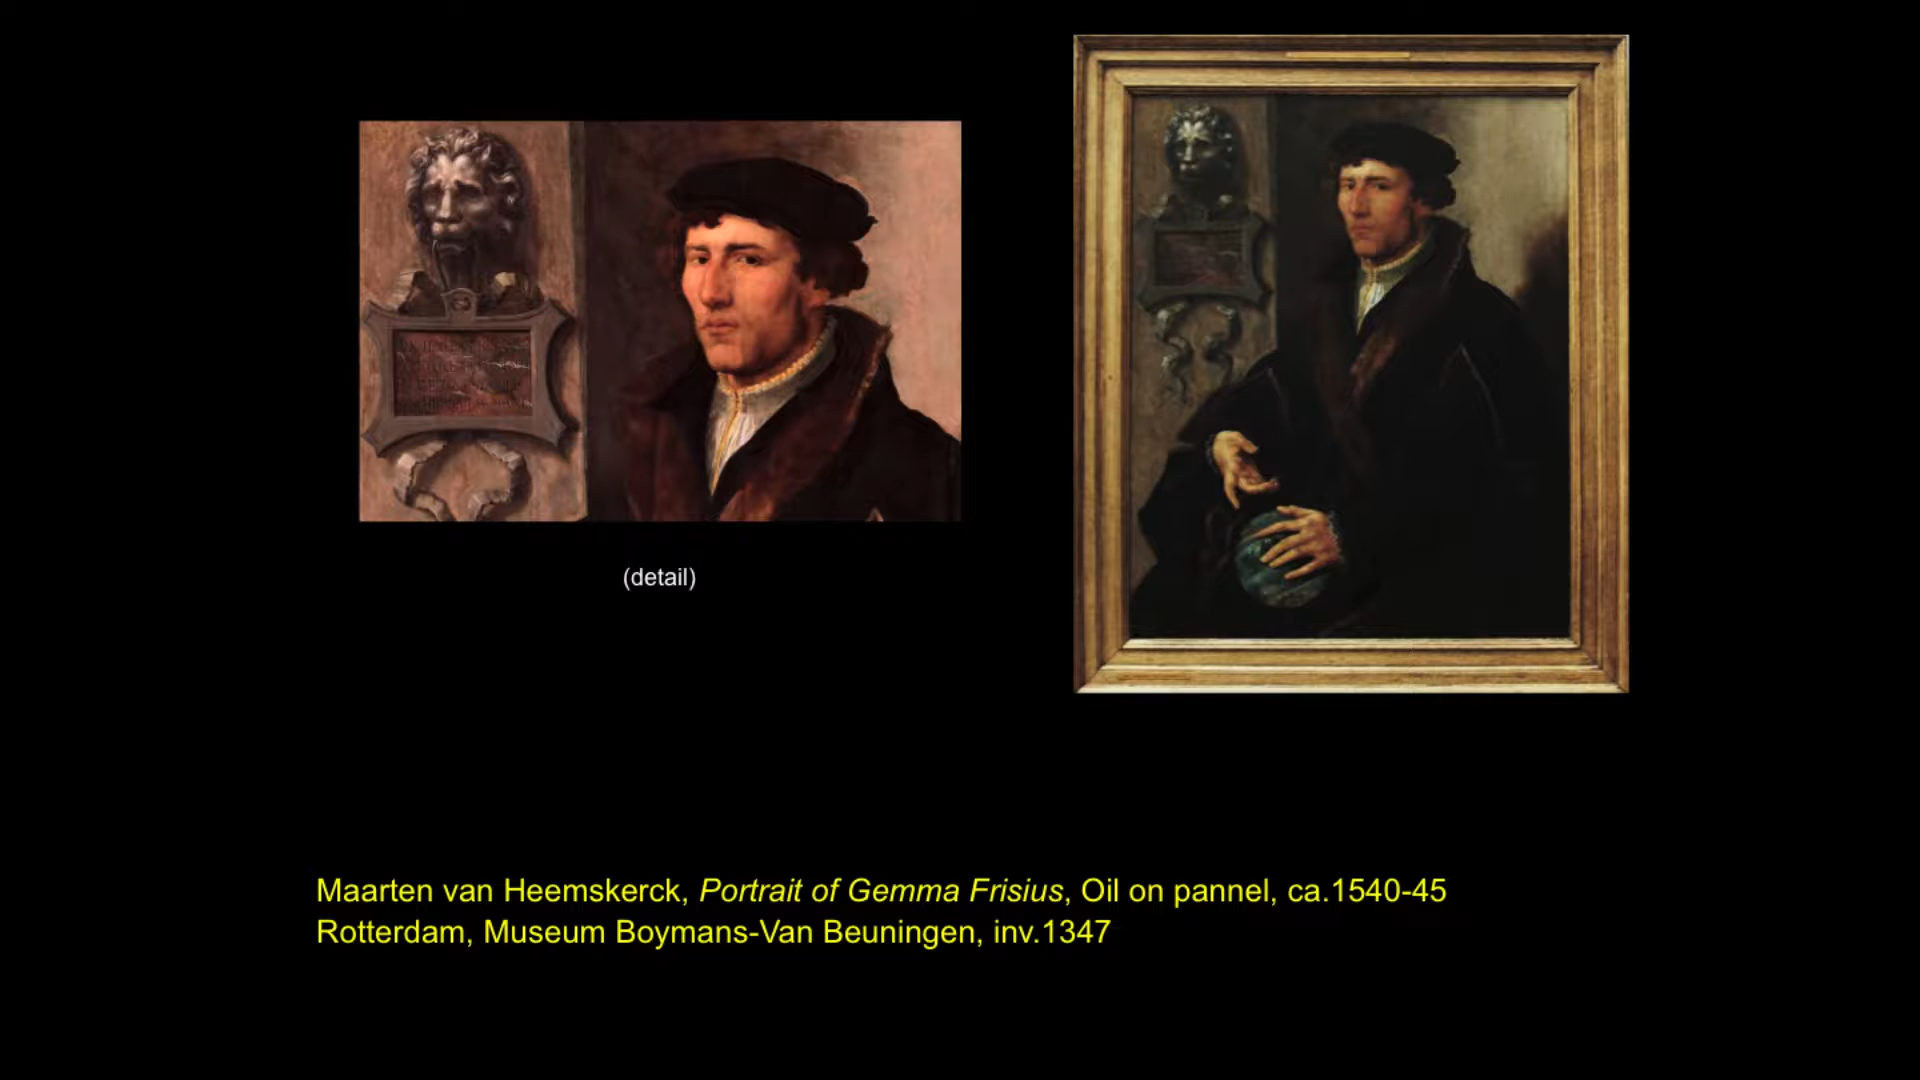 (detail)
Maarten van Heemskerck, Portrait of Gemma Frisius, Oil on pannel, ca.1540-45
Rotterdam, Museum Boymans-Van Beuningen, inv.1347